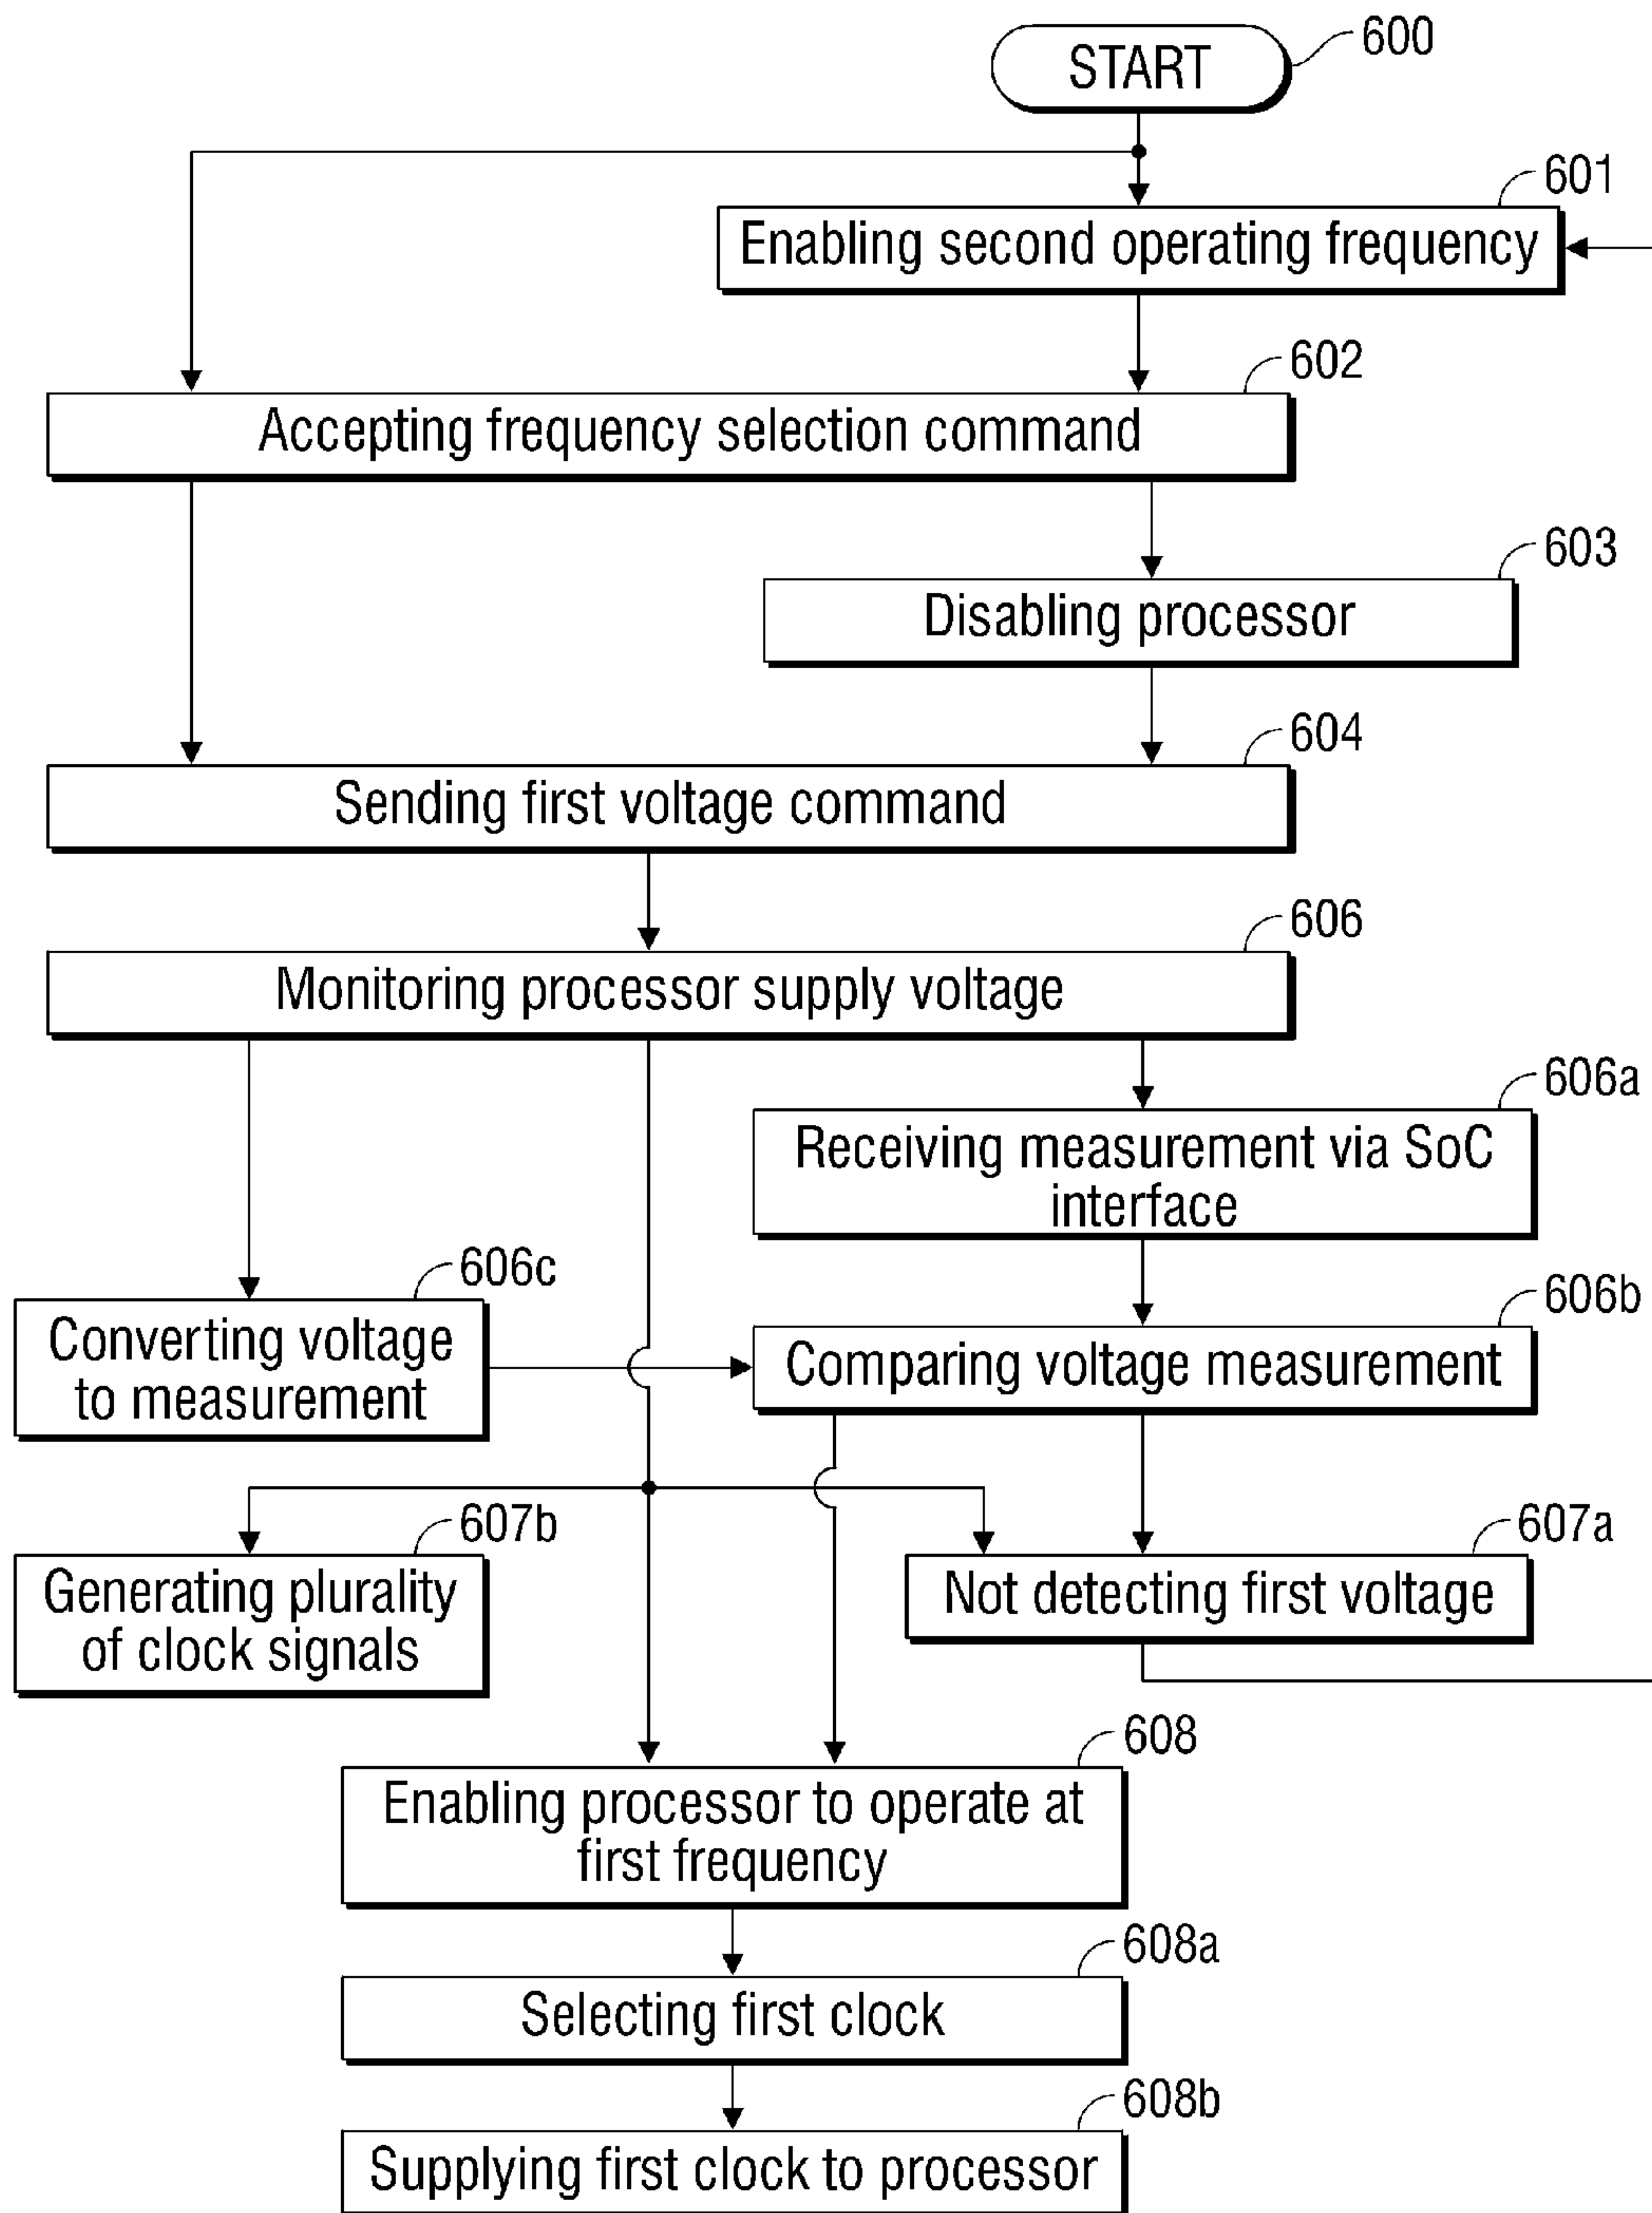 START
600
601
Enabling second operating frequency
602
Accepting frequency selection command
603
Disabling processor
604
Sending first voltage command
606
Monitoring processor supply voltage
606a
Receiving measurement via SoC
interface
606c
Converting voltage
to measurement
606b
Comparing voltage measurement
607b
Generating plurality
of clock signals
607a
Not detecting first voltage
608
Enabling processor to operate at
first frequency
608a
Selecting first clock
608b
Supplying first clock to processor